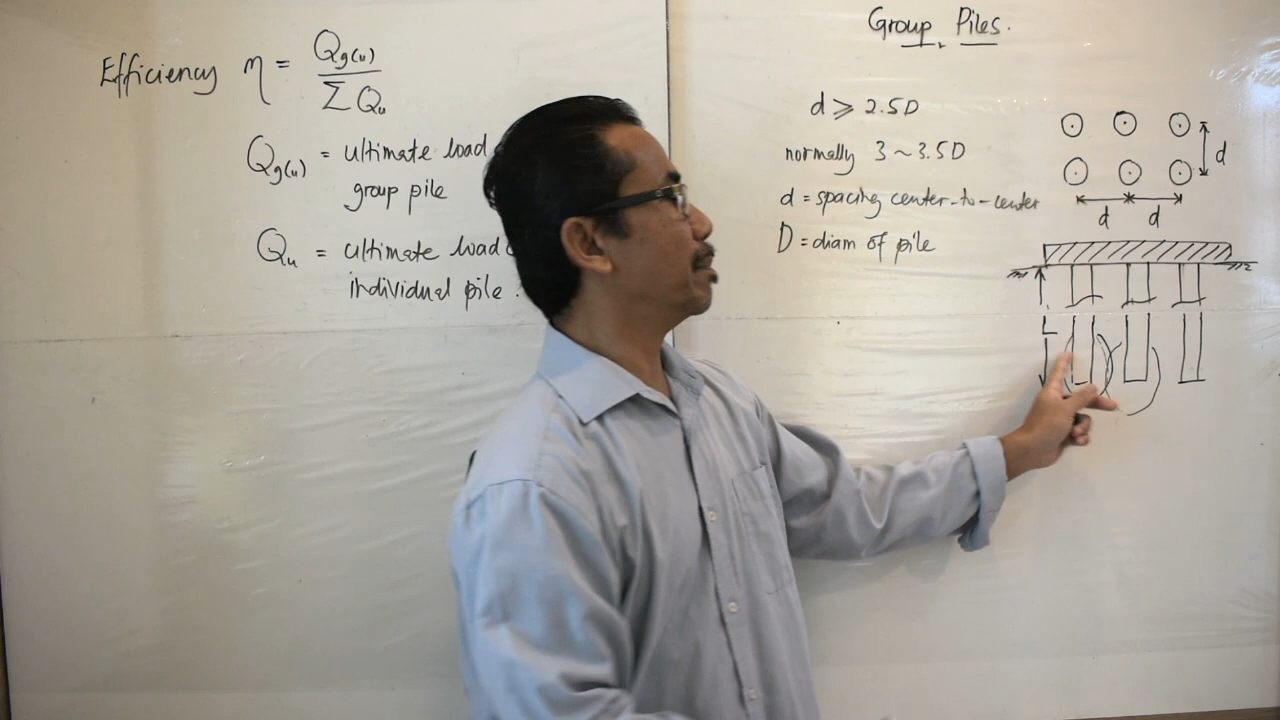 Efficiency η = Qg(u) / Σ Qu
Qg(u) = ultimate load
group pile
Qu = ultimate load
individual pile.
Group Piles.
d ⩾ 2.5D
normally 3 ~ 3.5D
d = spacing center-to-center
D = diam of pile
d
d d
L